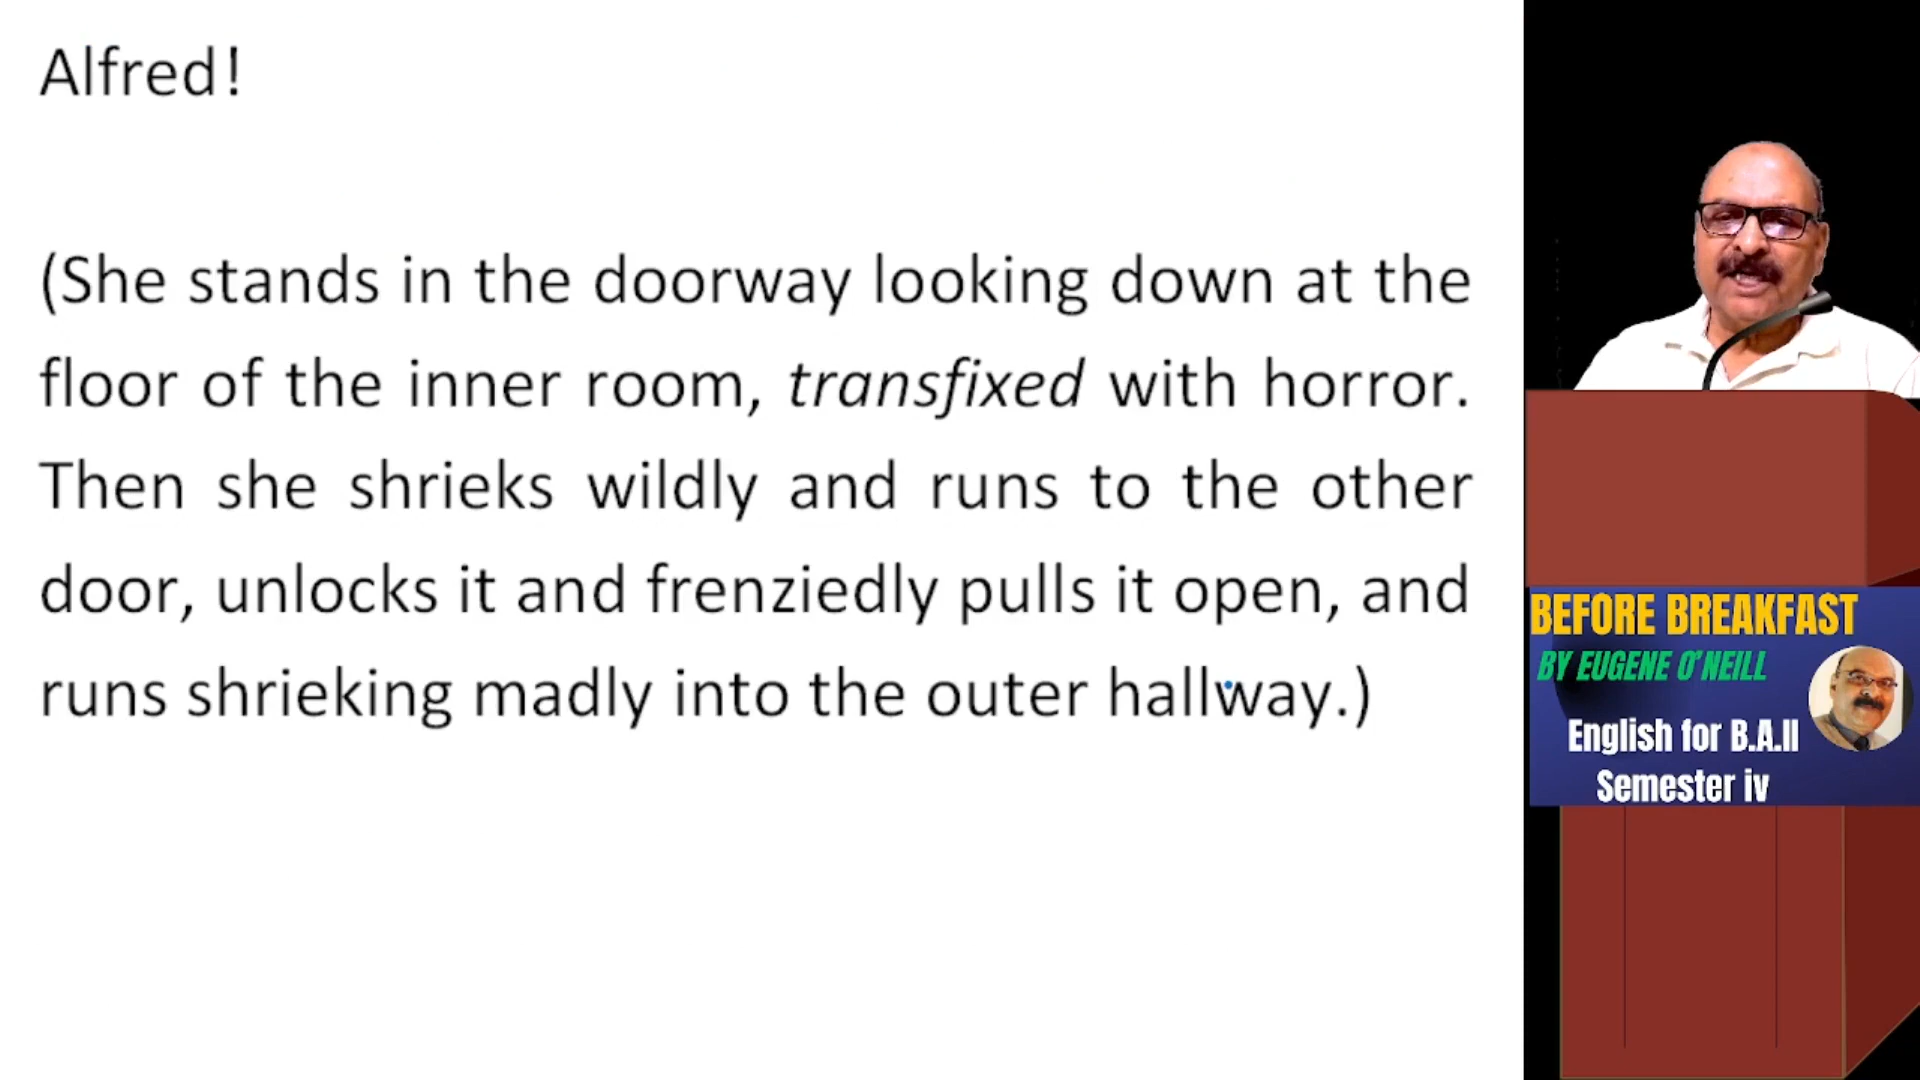 Alfred!
(She stands in the doorway looking down at the
floor of the inner room, transfixed with horror.
Then she shrieks wildly and runs to the other
door, unlocks it and frenziedly pulls it open, and
runs shrieking madly into the outer hallway.)
BEFORE BREAKFAST
BY EUGENE O'NEILL
English for B.A.II
Semester iv